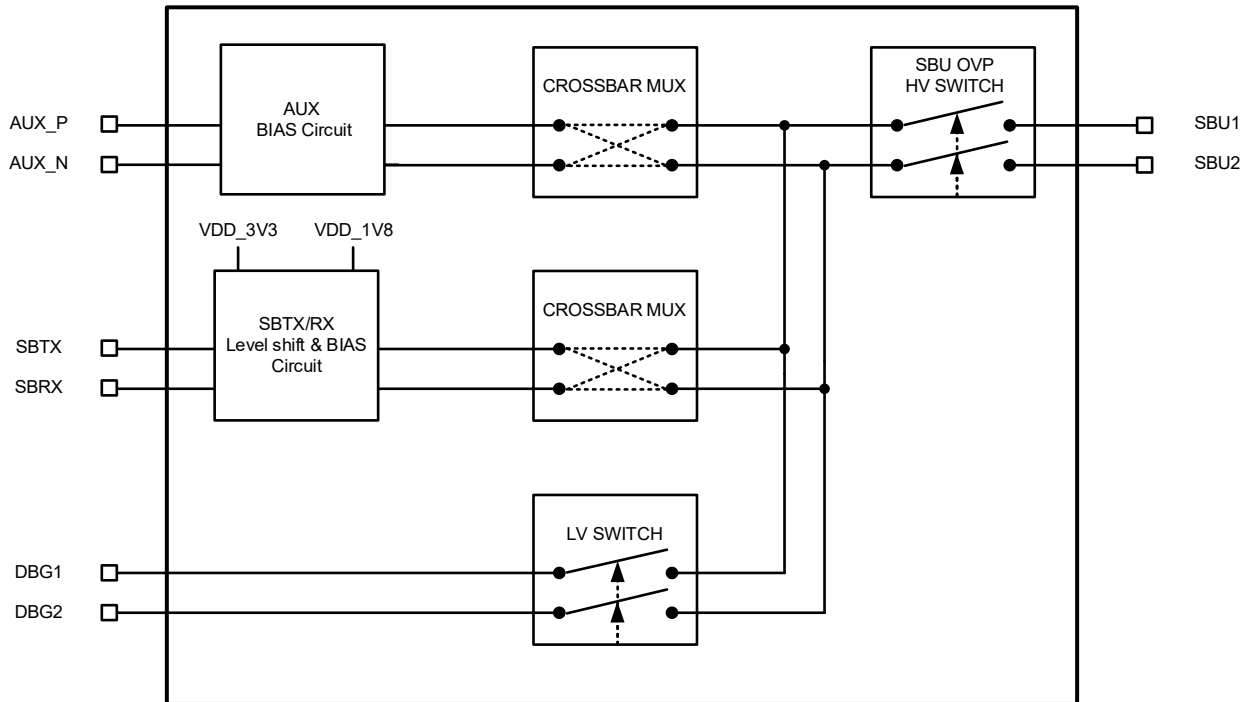 AUX_P
AUX_N
AUX
BIAS Circuit
CROSSBAR MUX
SBU OVP
HV SWITCH
SBU1
SBU2
VDD_3V3
VDD_1V8
SBTX
SBRX
SBTX/RX
Level shift & BIAS
Circuit
CROSSBAR MUX
LV SWITCH
DBG1
DBG2